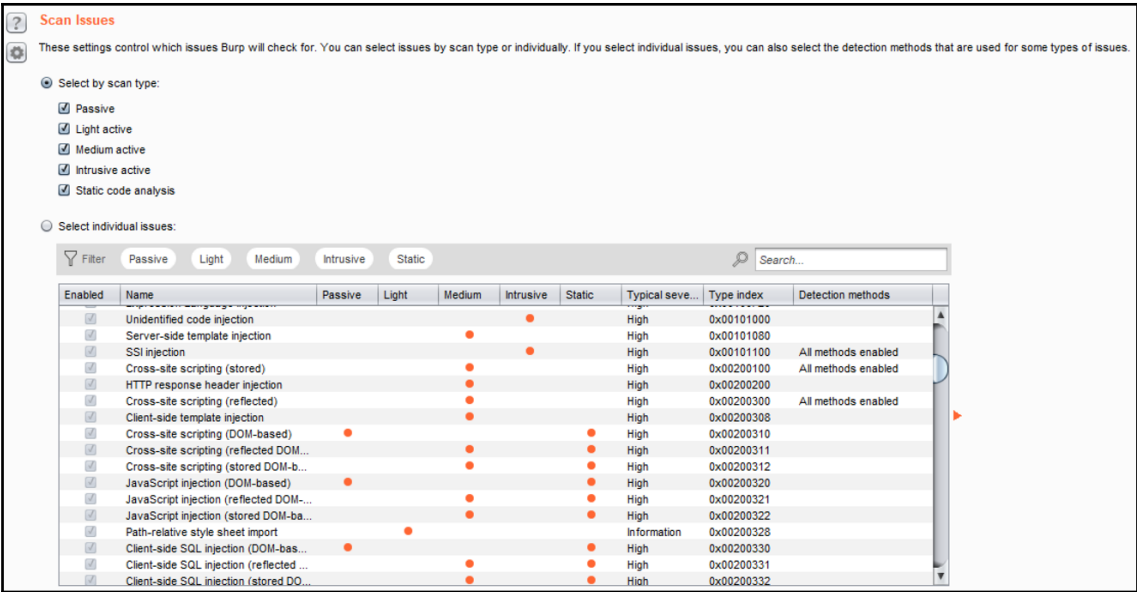 ?
Scan Issues
These settings control which issues Burp will check for. You can select issues by scan type or individually. If you select individual issues, you can also select the detection methods that are used for some types of issues.
Select by scan type:
Passive
Light active
Medium active
Intrusive active
Static code analysis
Select individual issues:
Filter Passive Light Medium Intrusive Static Search...
Enabled Name Passive Light Medium Intrusive Static Typical seve... Type index Detection methods
Unidentified code injection High 0x00101000
Server-side template injection High 0x00101080
SSI injection High 0x00101100 All methods enabled
Cross-site scripting (stored) High 0x00200100 All methods enabled
HTTP response header injection High 0x00200200
Cross-site scripting (reflected) High 0x00200300 All methods enabled
Client-side template injection High 0x00200308
Cross-site scripting (DOM-based) High 0x00200310
Cross-site scripting (reflected DOM... High 0x00200311
Cross-site scripting (stored DOM-b... High 0x00200312
JavaScript injection (DOM-based) High 0x00200320
JavaScript injection (reflected DOM-... High 0x00200321
JavaScript injection (stored DOM-ba... High 0x00200322
Path-relative style sheet import Information 0x00200328
Client-side SQL injection (DOM-bas... High 0x00200330
Client-side SQL injection (reflected ... High 0x00200331
Client-side SQL injection (stored DO... High 0x00200332